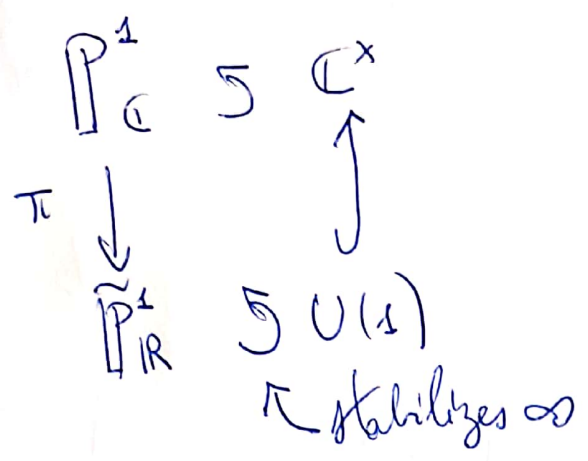 ℙ¹_ℂ ↺ ℂ^×
π
ℙ̃¹_ℝ ↺ U(1)
stabilizes ∞